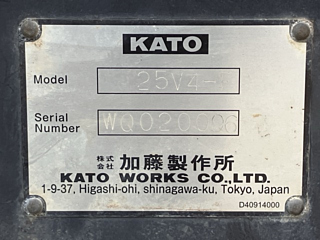 KATO
Model 25V4-
Serial Number WQ020006
株式会社 加藤製作所
KATO WORKS CO.,LTD.
1-9-37, Higashi-ohi, shinagawa-ku, Tokyo, Japan
D40914000